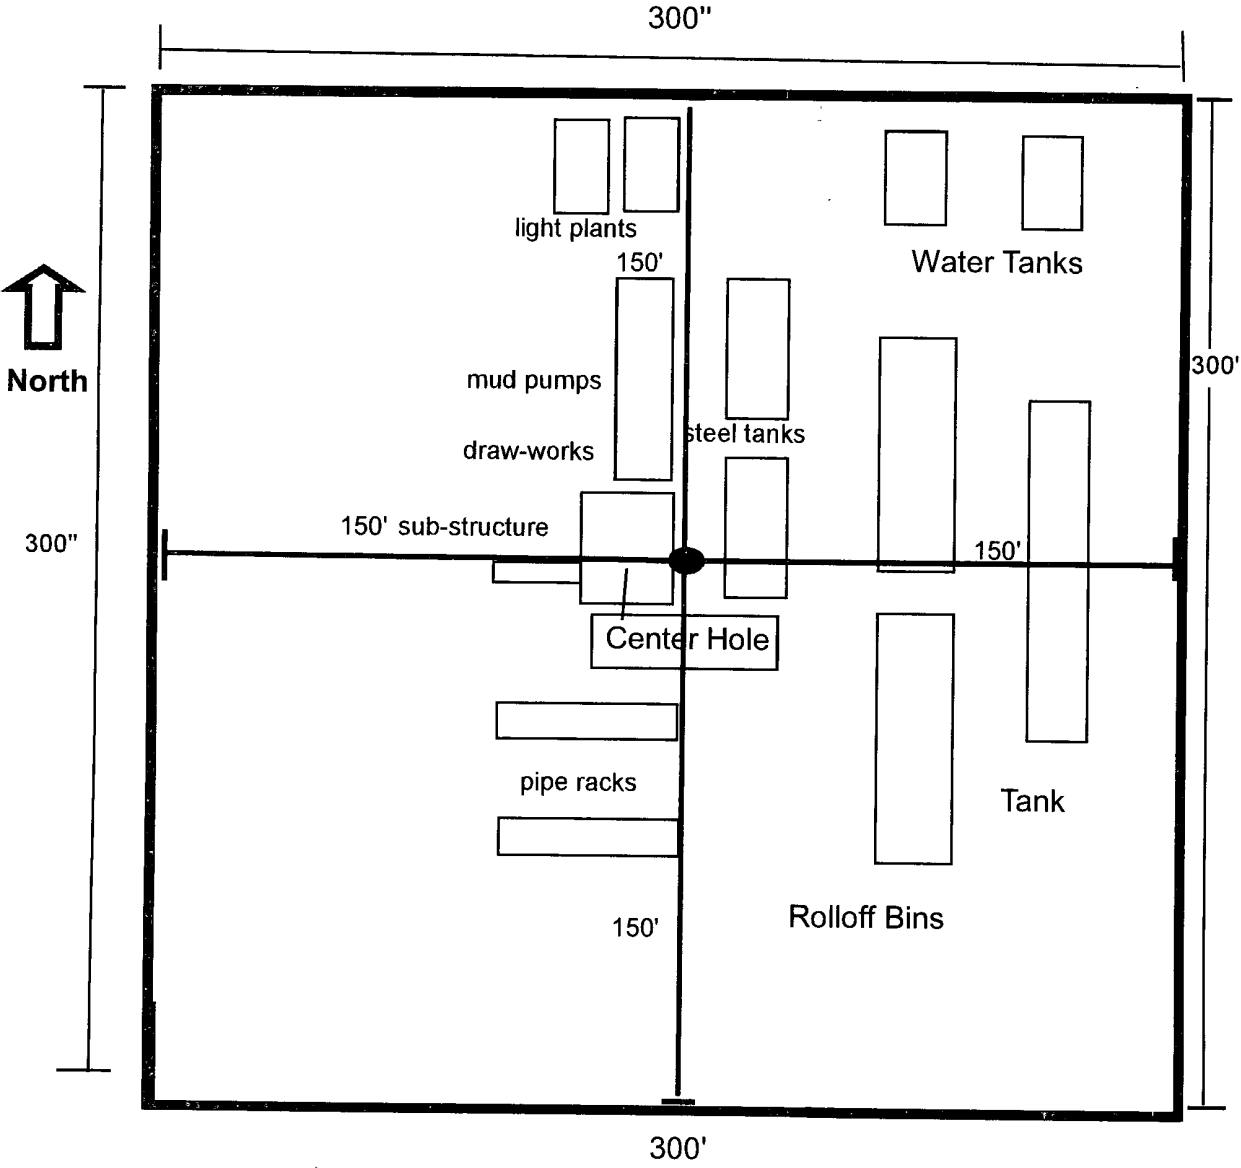 300"
light plants
150'
Water Tanks
North
mud pumps
300'
steel tanks
draw-works
150' sub-structure
300"
150'
Center Hole
pipe racks
Tank
150'
Rolloff Bins
300'